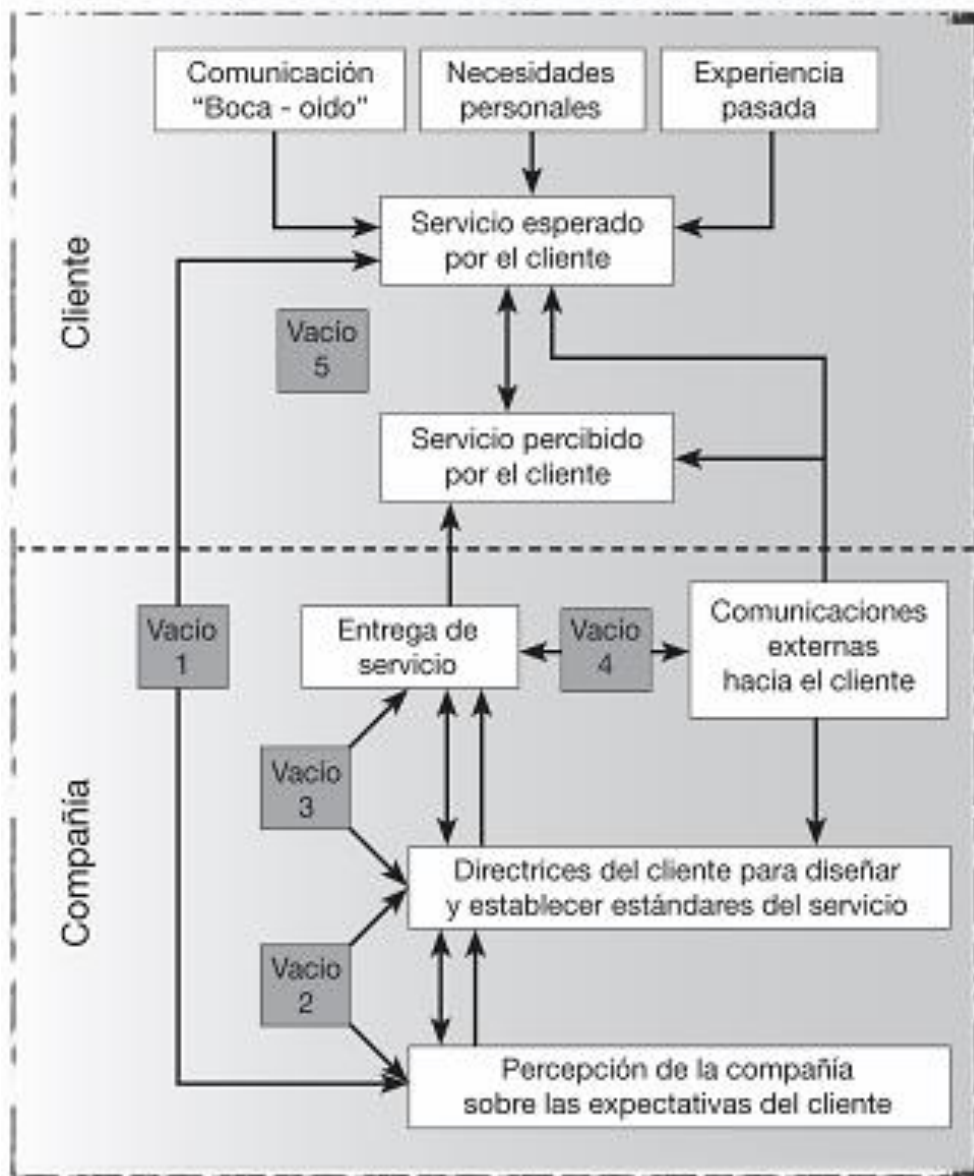 Comunicación
"Boca - oido"
Necesidades
personales
Experiencia
pasada
Servicio esperado
por el cliente
Cliente
Vacio
5
Servicio percibido
por el cliente
Vacio
1
Entrega de
servicio
Vacio
4
Comunicaciones
externas
hacia el cliente
Vacio
3
Compañía
Directrices del cliente para diseñar
y establecer estándares del servicio
Vacio
2
Percepción de la compañía
sobre las expectativas del cliente